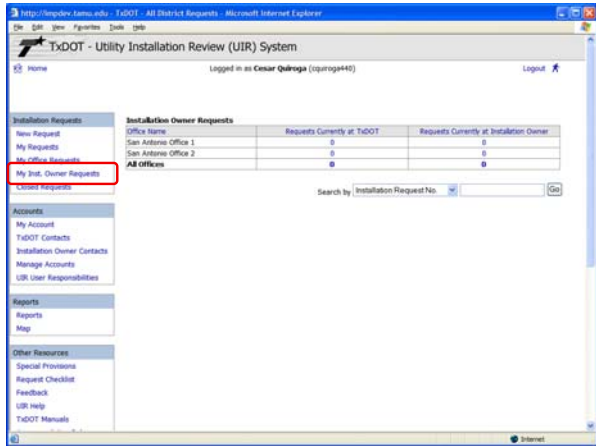 http://impdev.tamu.edu - TxDOT - All District Requests - Microsoft Internet Explorer
File Edit View Favorites Tools Help
TxDOT - Utility Installation Review (UIR) System
Home Logged in as Cesar Quiroga (cquiroga440) Logout
Installation Requests
New Request
My Requests
My Office Requests
My Inst. Owner Requests
Closed Requests
Accounts
My Account
TxDOT Contacts
Installation Owner Contacts
Manage Accounts
UIR User Responsibilities
Reports
Reports
Map
Other Resources
Special Provisions
Request Checklist
Feedback
UIR Help
TxDOT Manuals
Installation Owner Requests
Office Name Requests Currently at TxDOT Requests Currently at Installation Owner
San Antonio Office 1 0 0
San Antonio Office 2 0 0
All Offices 0 0
Search by Installation Request No. Go
Internet